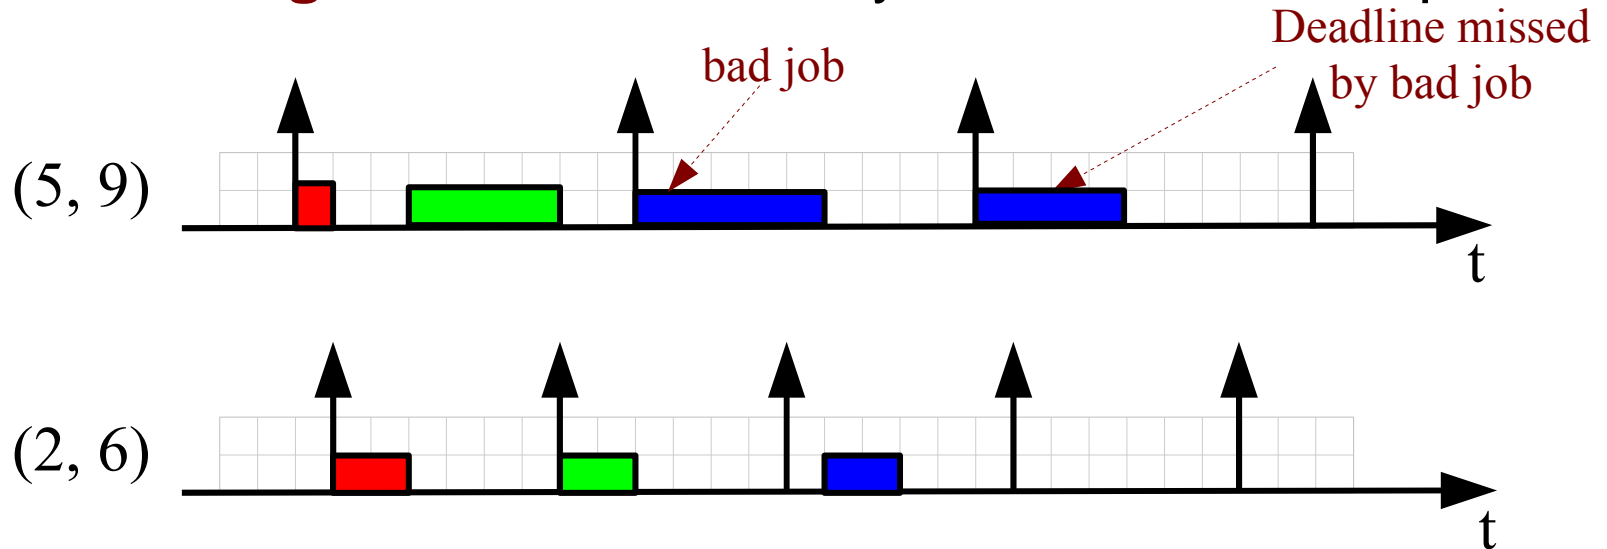 Deadline missed
by bad job
bad job
(5, 9)
t
(2, 6)
t